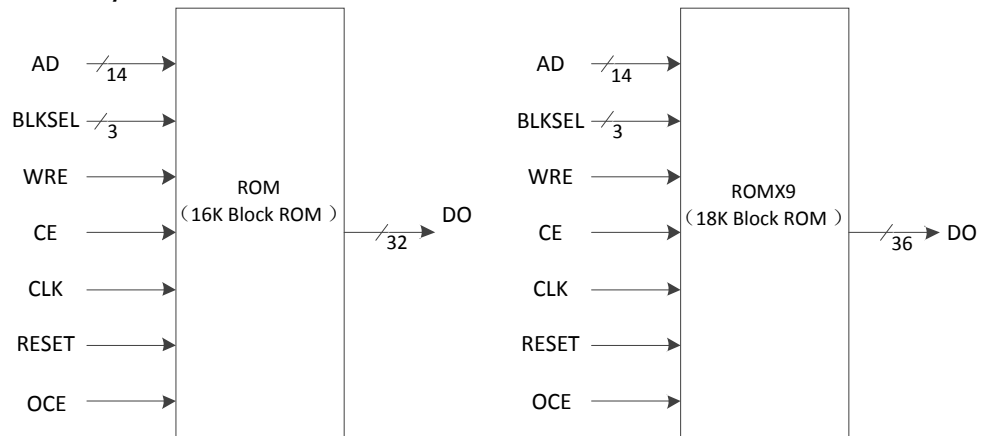 AD
14
BLKSEL
3
WRE
CE
CLK
RESET
OCE
ROM
（16K Block ROM ）
32
DO
AD
14
BLKSEL
3
WRE
CE
CLK
RESET
OCE
ROMX9
（18K Block ROM ）
36
DO